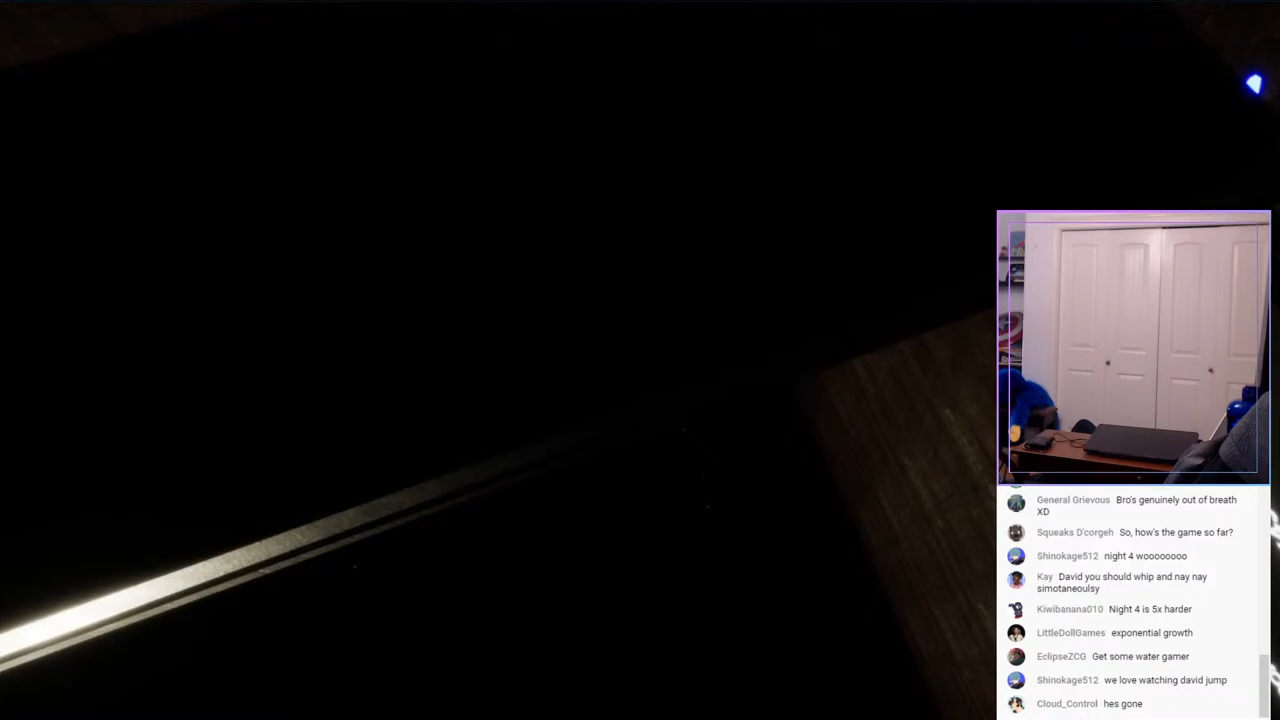 General Grievous Bro's genuinely out of breath
XD
Squeaks D'corgeh So, how's the game so far?
Shinokage512 night 4 woooooooo
Kay David you should whip and nay nay
simotaneoulsy
Kiwibanana010 Night 4 is 5x harder
LittleDollGames exponential growth
EclipseZCG Get some water gamer
Shinokage512 we love watching david jump
Cloud_Control hes gone